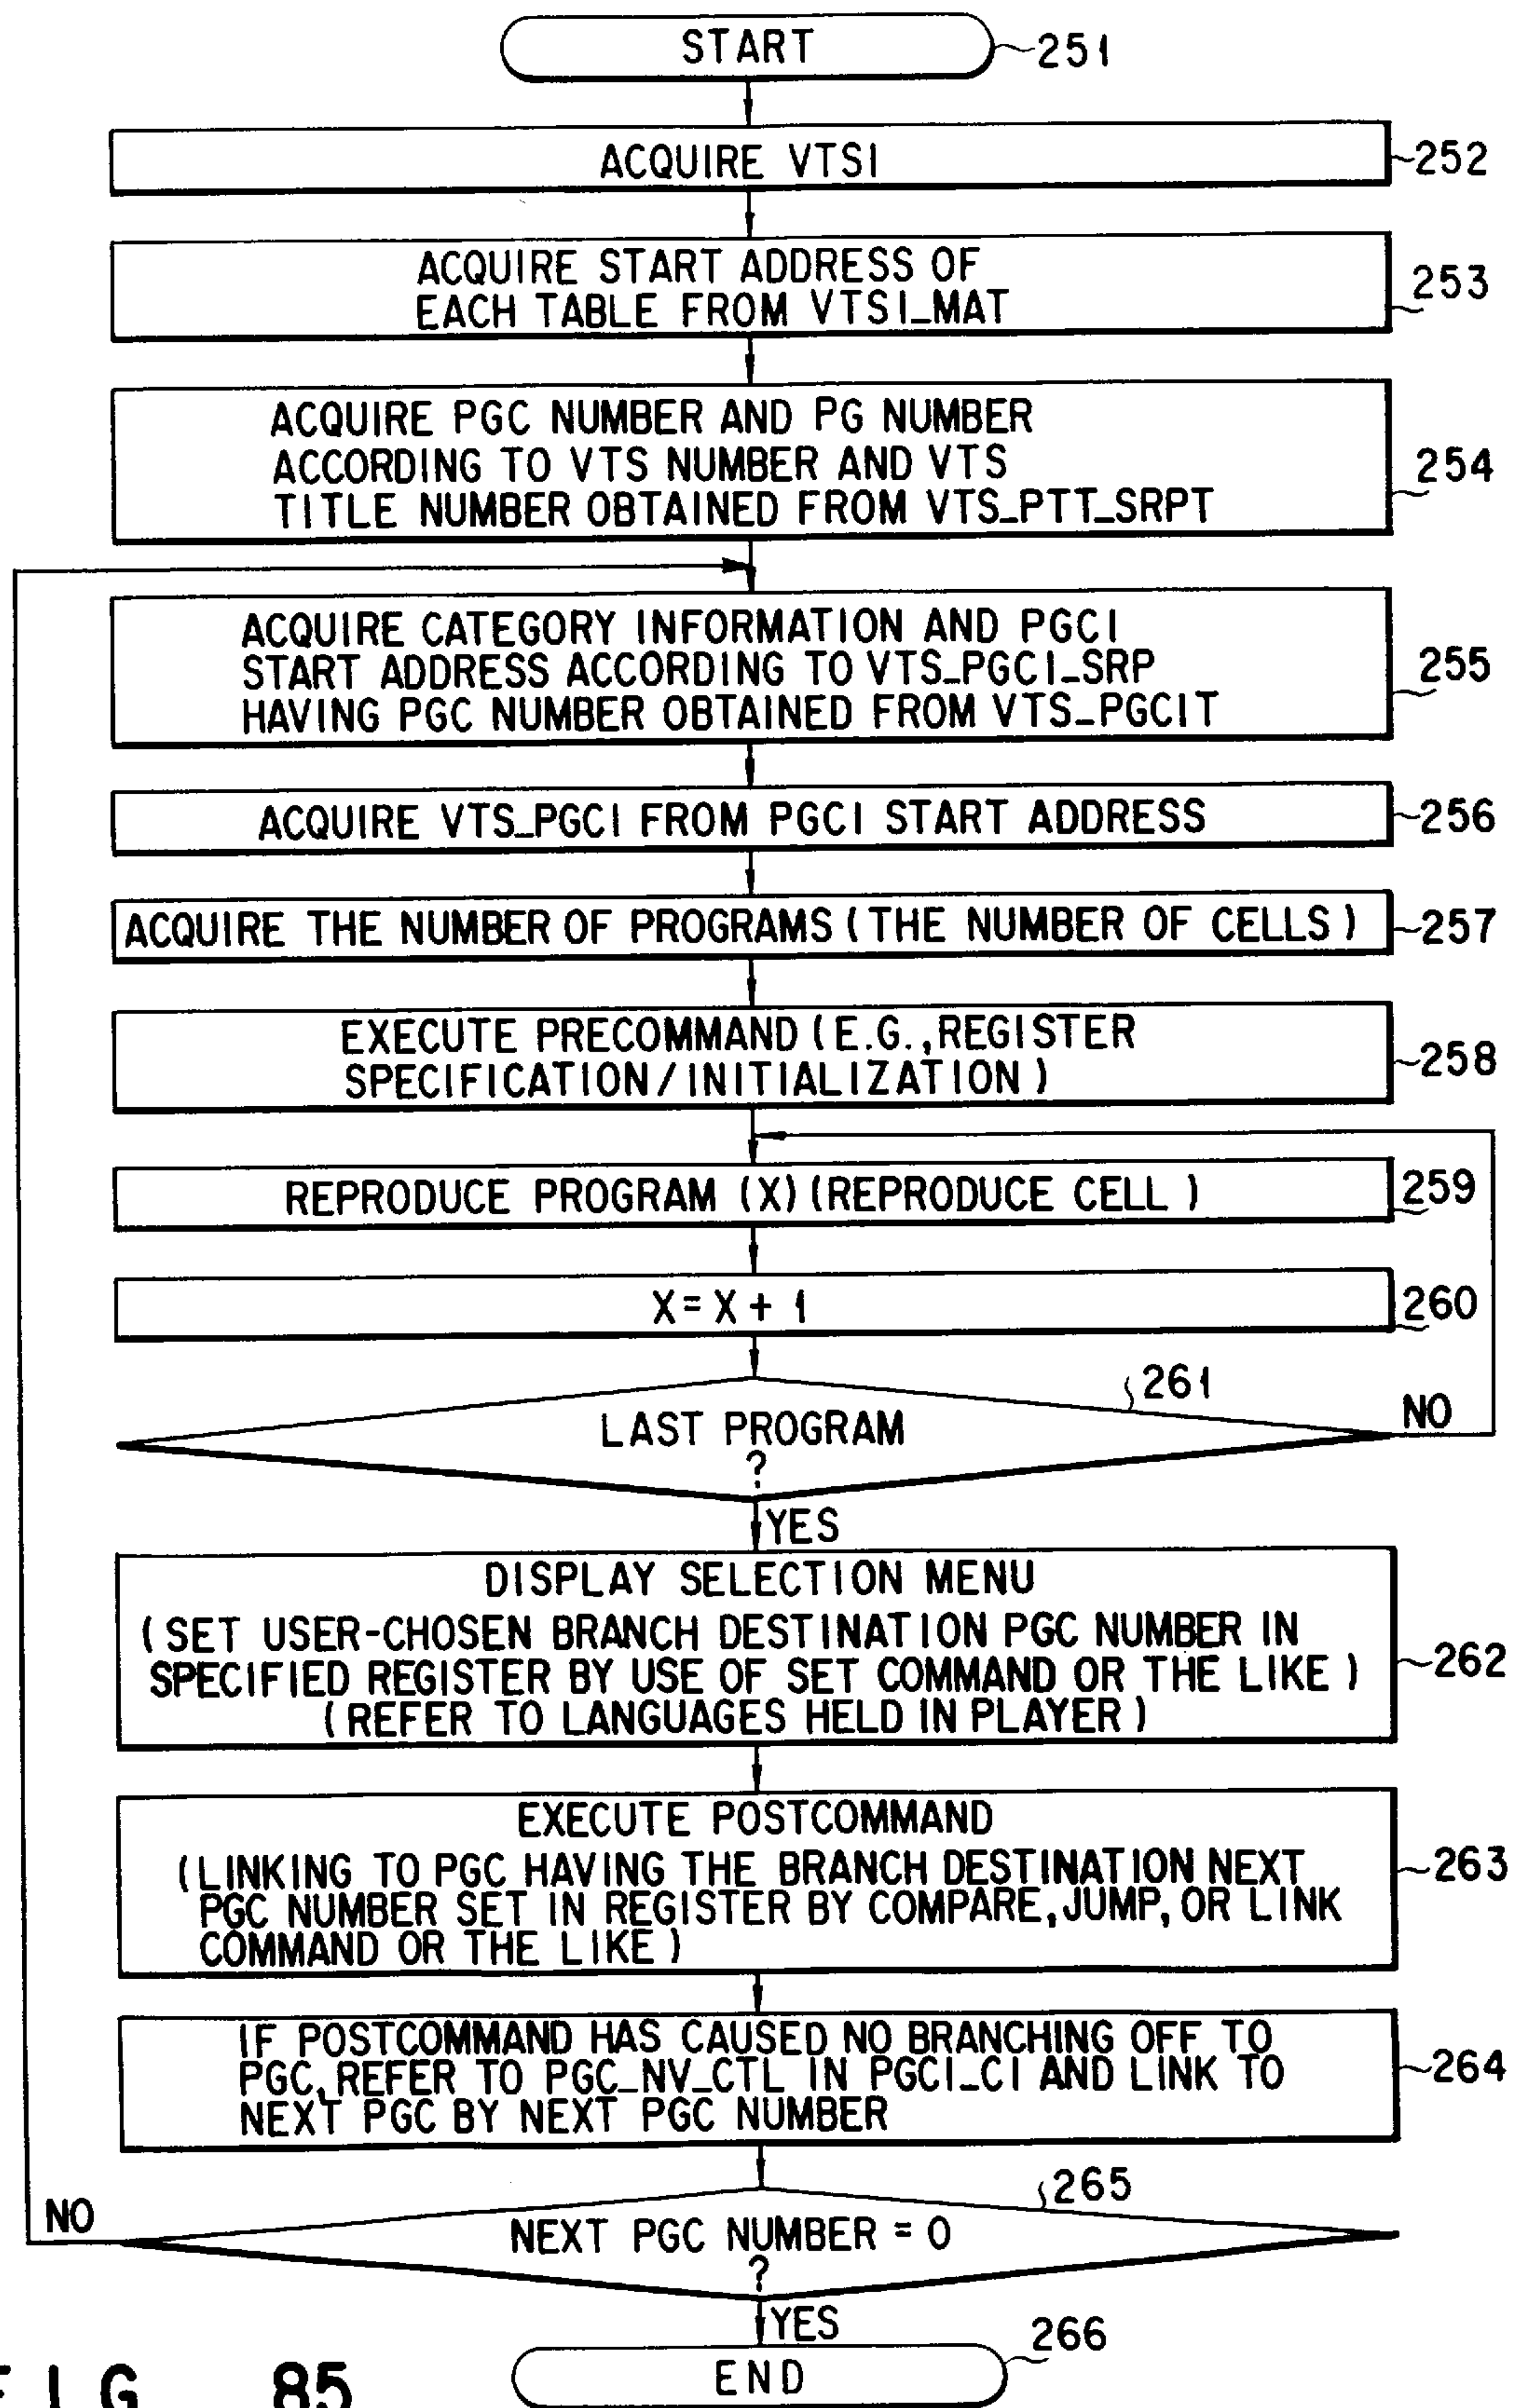 START
251
ACQUIRE VTSI
252
ACQUIRE START ADDRESS OF
EACH TABLE FROM VTSI_MAT
253
ACQUIRE PGC NUMBER AND PG NUMBER
ACCORDING TO VTS NUMBER AND VTS
TITLE NUMBER OBTAINED FROM VTS_PTT_SRPT
254
ACQUIRE CATEGORY INFORMATION AND PGCI
START ADDRESS ACCORDING TO VTS_PGCI_SRP
HAVING PGC NUMBER OBTAINED FROM VTS_PGCIT
255
ACQUIRE VTS_PGCI FROM PGCI START ADDRESS
256
ACQUIRE THE NUMBER OF PROGRAMS (THE NUMBER OF CELLS)
257
EXECUTE PRECOMMAND (E.G., REGISTER
SPECIFICATION/INITIALIZATION)
258
REPRODUCE PROGRAM (X) (REPRODUCE CELL)
259
X = X + 1
260
261
LAST PROGRAM
?
NO
YES
DISPLAY SELECTION MENU
(SET USER-CHOSEN BRANCH DESTINATION PGC NUMBER IN
SPECIFIED REGISTER BY USE OF SET COMMAND OR THE LIKE)
(REFER TO LANGUAGES HELD IN PLAYER)
262
EXECUTE POSTCOMMAND
(LINKING TO PGC HAVING THE BRANCH DESTINATION NEXT
PGC NUMBER SET IN REGISTER BY COMPARE, JUMP, OR LINK
COMMAND OR THE LIKE)
263
IF POSTCOMMAND HAS CAUSED NO BRANCHING OFF TO
PGC, REFER TO PGC_NV_CTL IN PGCI_CI AND LINK TO
NEXT PGC BY NEXT PGC NUMBER
264
265
NO
NEXT PGC NUMBER = 0
?
YES
END
266
FIG. 85